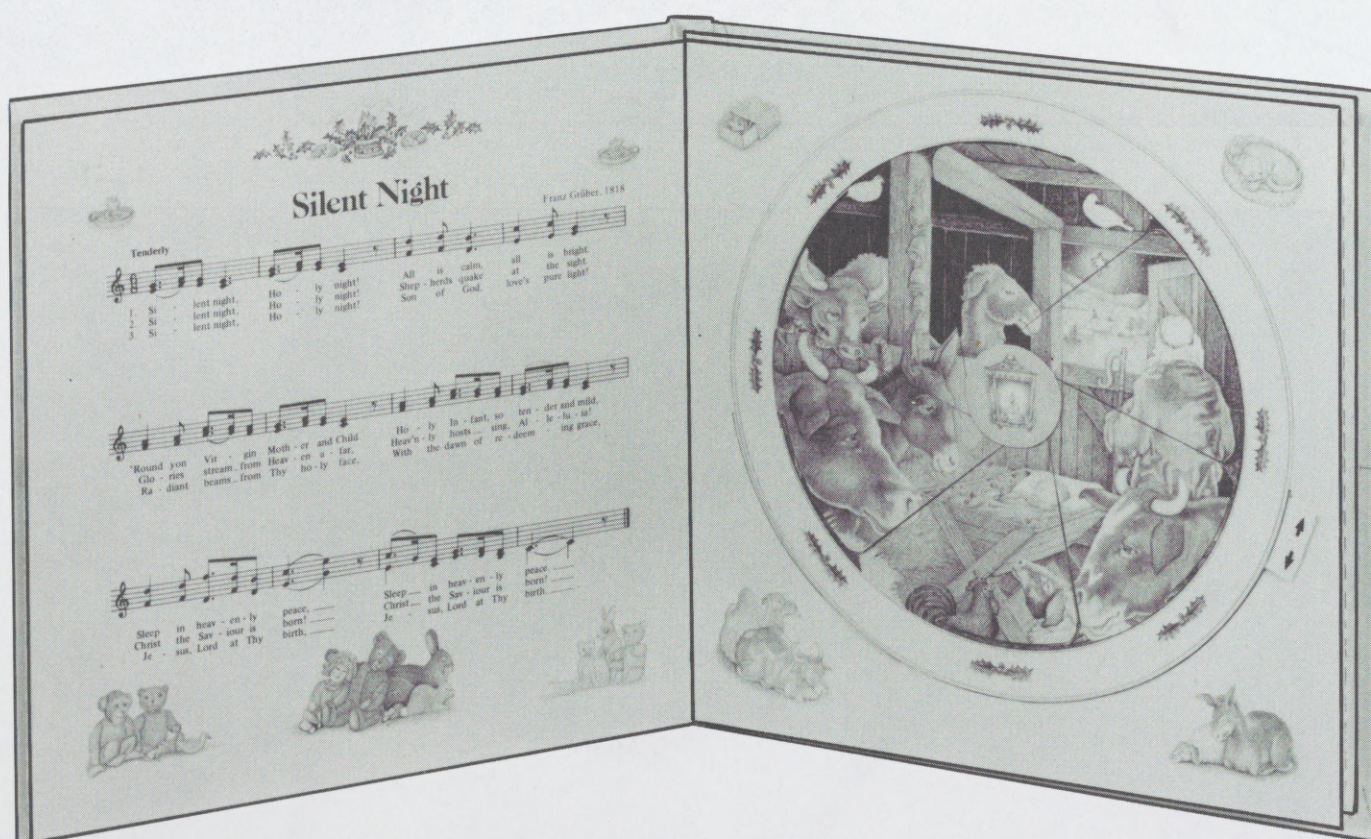 Silent Night
Franz Grüber, 1818
Tenderly
1. Si - lent night, Ho - ly night! All is calm, all is bright.
2. Si - lent night, Ho - ly night! Shep - herds quake at the sight.
3. Si - lent night, Ho - ly night! Son of God, love's pure light!
'Round yon Vir - gin Moth - er and Child. Ho - ly In - fant, so ten - der and mild,
Glo - ries stream from Heav - en a - far, Heav'n - ly hosts sing, Al - le - lu - ia!
Ra - diant beams from Thy ho - ly face, With the dawn of re - deem - ing grace,
Sleep in heav - en - ly peace, Sleep in heav - en - ly peace.
Christ the Sav - iour is born! Christ the Sav - iour is born!
Je - sus, Lord at Thy birth, Je - sus, Lord at Thy birth.